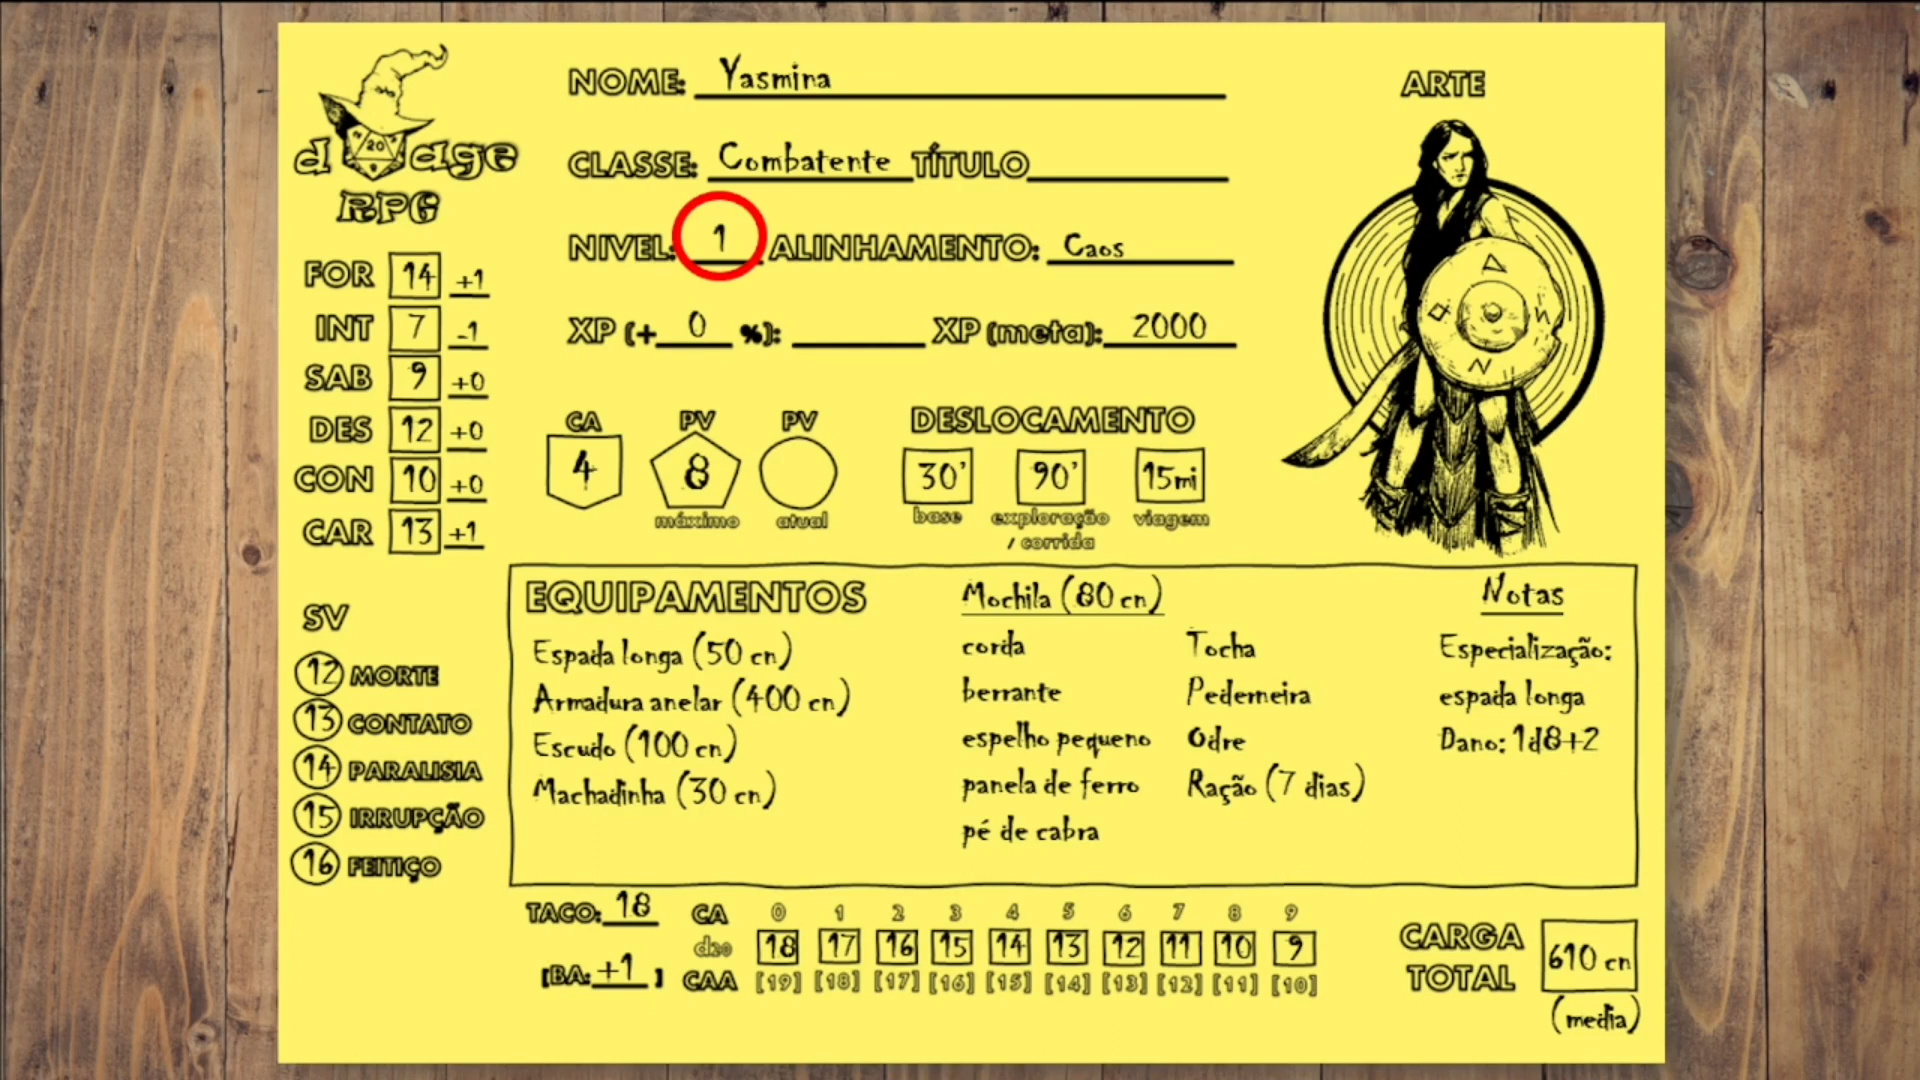 d 20 age
RPG
NOME: Yasmina
CLASSE: Combatente TÍTULO
NIVEL: 1 ALINHAMENTO: Caos
XP (+ 0 %): XP (meta): 2000
ARTE
FOR 14 +1
INT 7 -1
SAB 9 +0
DES 12 +0
CON 10 +0
CAR 13 +1
CA PV PV
4 8
máximo atual
DESLOCAMENTO
30' 90' 15mi
base exploração viagem
/ corrida
SV
12 MORTE
13 CONTATO
14 PARALISIA
15 IRRUPÇÃO
16 FEITIÇO
EQUIPAMENTOS
Espada longa (50 cn)
Armadura anelar (400 cn)
Escudo (100 cn)
Machadinha (30 cn)
Mochila (80 cn)
corda
berrante
espelho pequeno
panela de ferro
pé de cabra
Tocha
Pederneira
Odre
Ração (7 dias)
Notas
Especialização:
espada longa
Dano: 1d8+2
TACO: 18
[BA: +1 ]
CA 0 1 2 3 4 5 6 7 8 9
d20 18 17 16 15 14 13 12 11 10 9
CAA [19] [18] [17] [16] [15] [14] [13] [12] [11] [10]
CARGA
TOTAL
610 cn
(media)